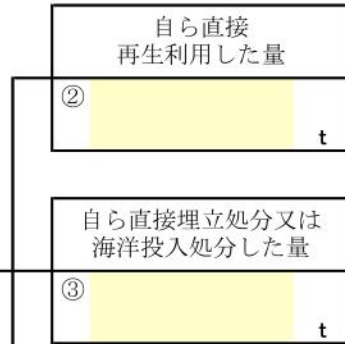 自ら直接
再生利用した量
②
t
自ら直接埋立処分又は
海洋投入処分した量
③
t